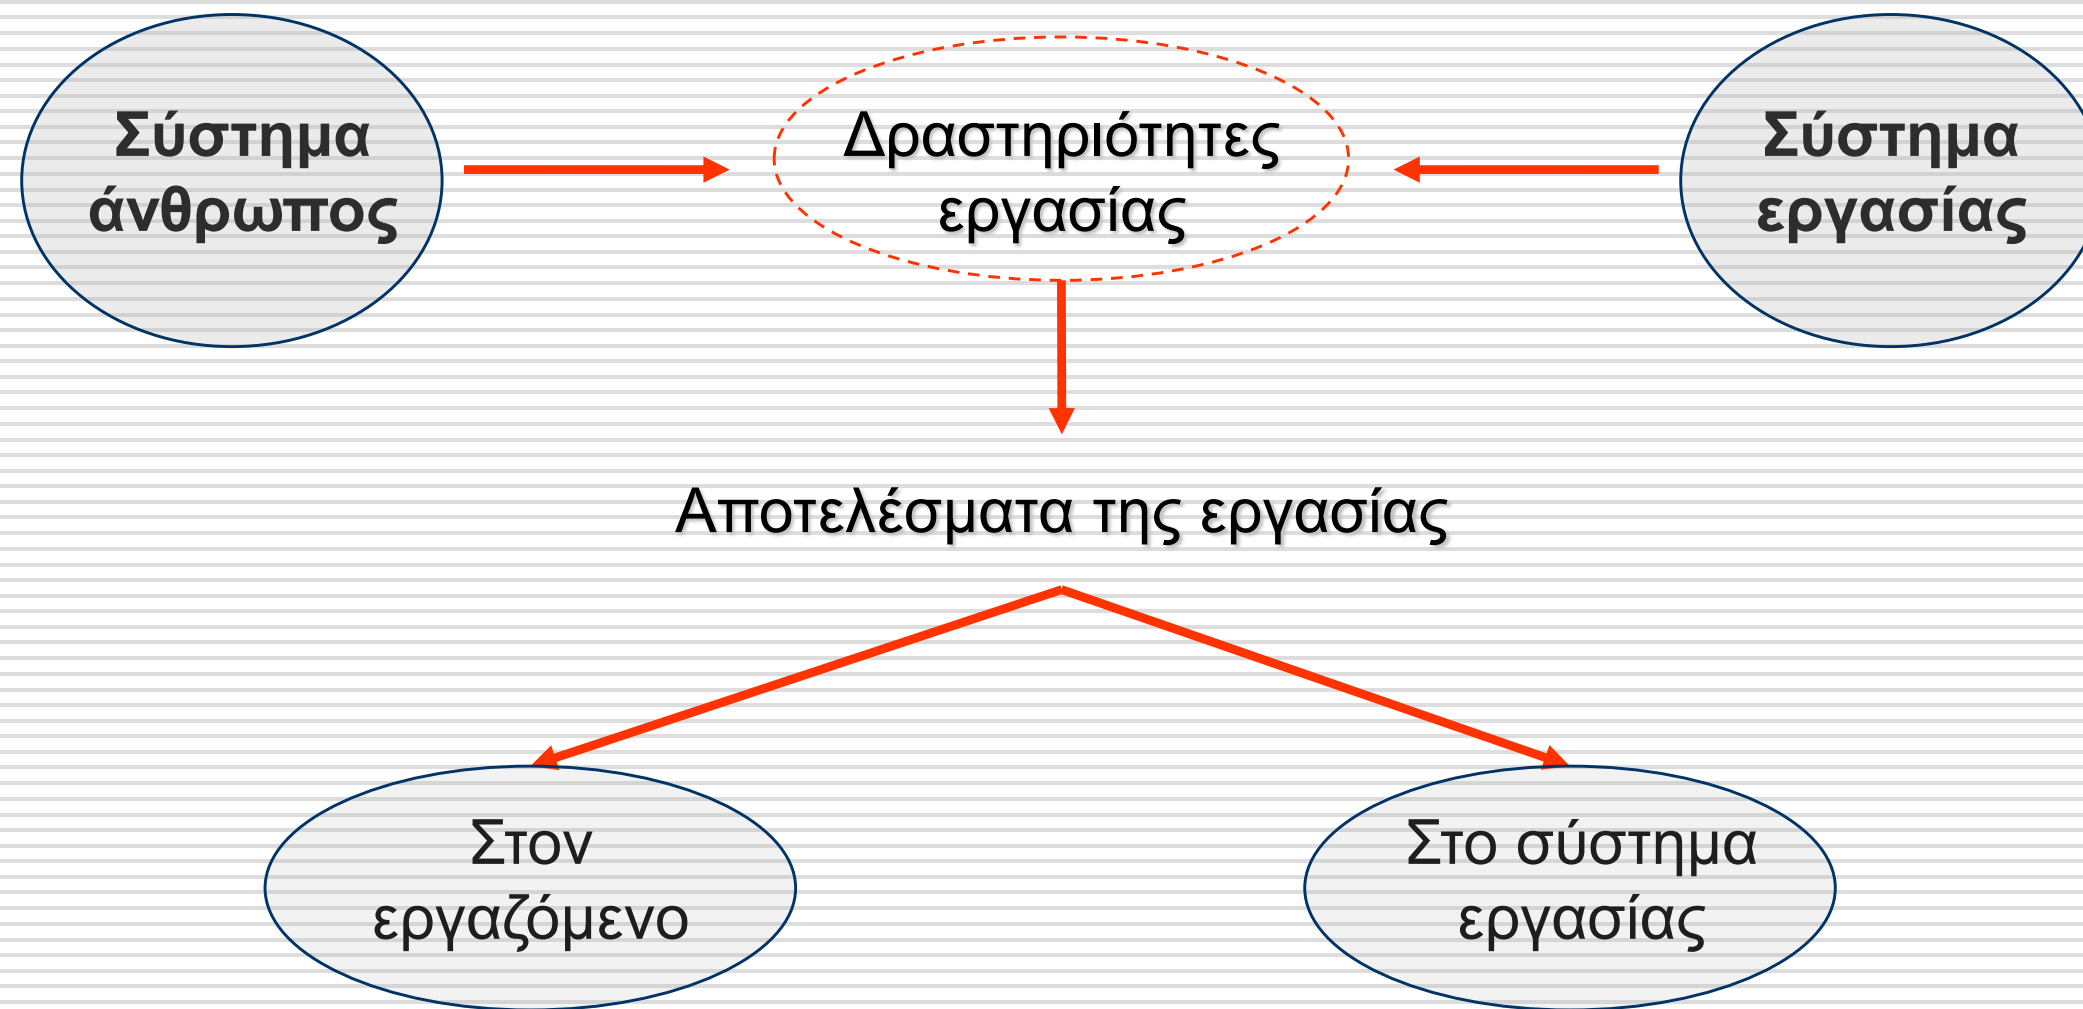 Σύστημα
άνθρωπος
Δραστηριότητες
εργασίας
Σύστημα
εργασίας
Αποτελέσματα της εργασίας
Στον
εργαζόμενο
Στο σύστημα
εργασίας